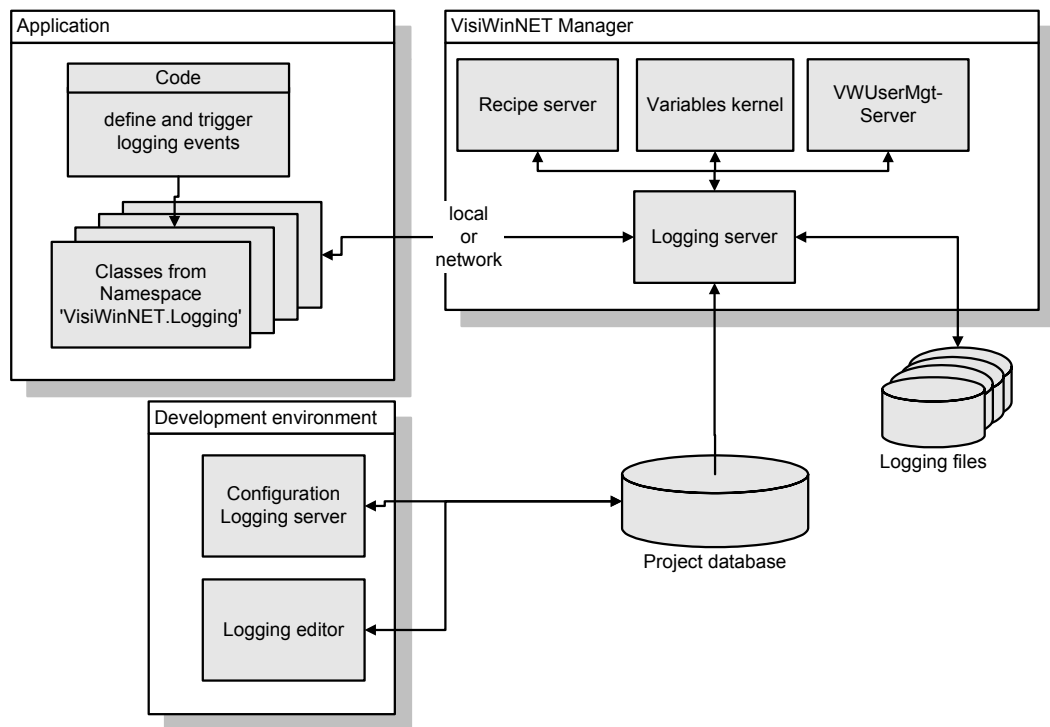 Application
Code
define and trigger
logging events
Classes from
Namespace
'VisiWinNET.Logging'
local
or
network
VisiWinNET Manager
Recipe server
Variables kernel
VWUserMgt-
Server
Logging server
Logging files
Development environment
Configuration
Logging server
Logging editor
Project database